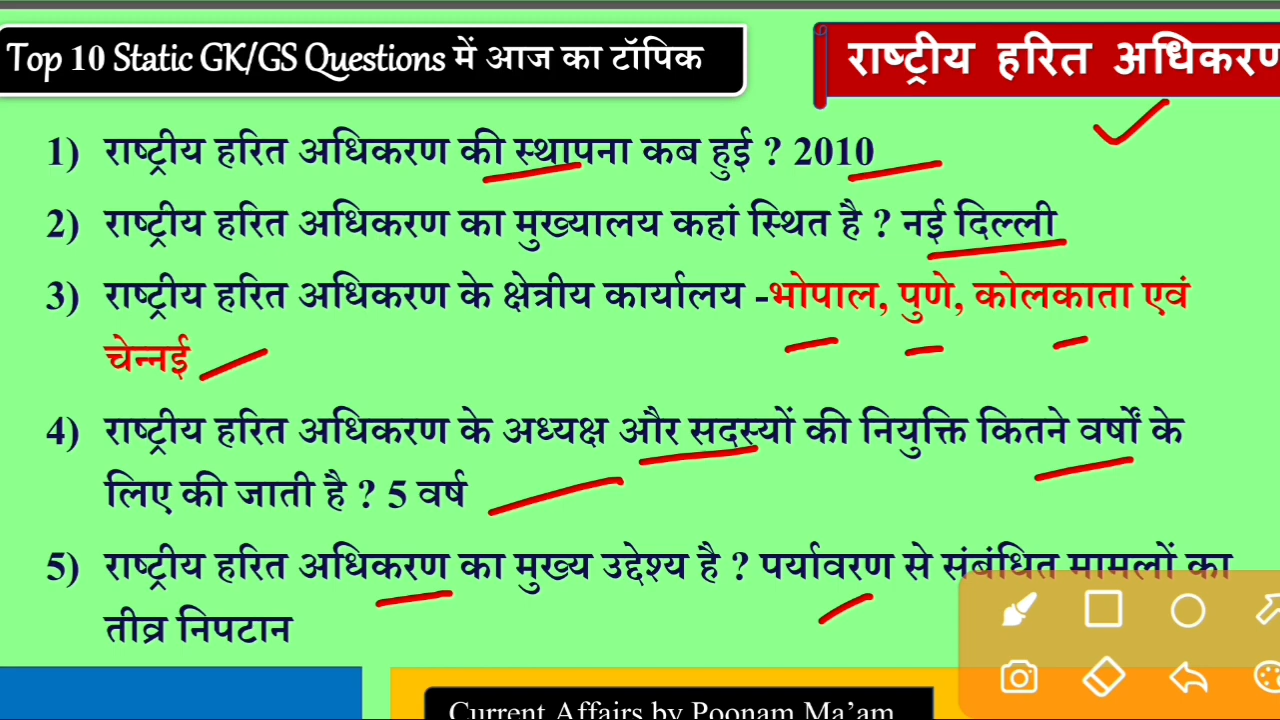 Top 10 Static GK/GS Questions में आज का टॉपिक
राष्ट्रीय हरित अधिकरण
1) राष्ट्रीय हरित अधिकरण की स्थापना कब हुई ? 2010
2) राष्ट्रीय हरित अधिकरण का मुख्यालय कहां स्थित है ? नई दिल्ली
3) राष्ट्रीय हरित अधिकरण के क्षेत्रीय कार्यालय -भोपाल, पुणे, कोलकाता एवं
चेन्नई
4) राष्ट्रीय हरित अधिकरण के अध्यक्ष और सदस्यों की नियुक्ति कितने वर्षों के
लिए की जाती है ? 5 वर्ष
5) राष्ट्रीय हरित अधिकरण का मुख्य उद्देश्य है ? पर्यावरण से संबंधित मामलों का
तीव्र निपटान
Current Affairs by Poonam Ma'am